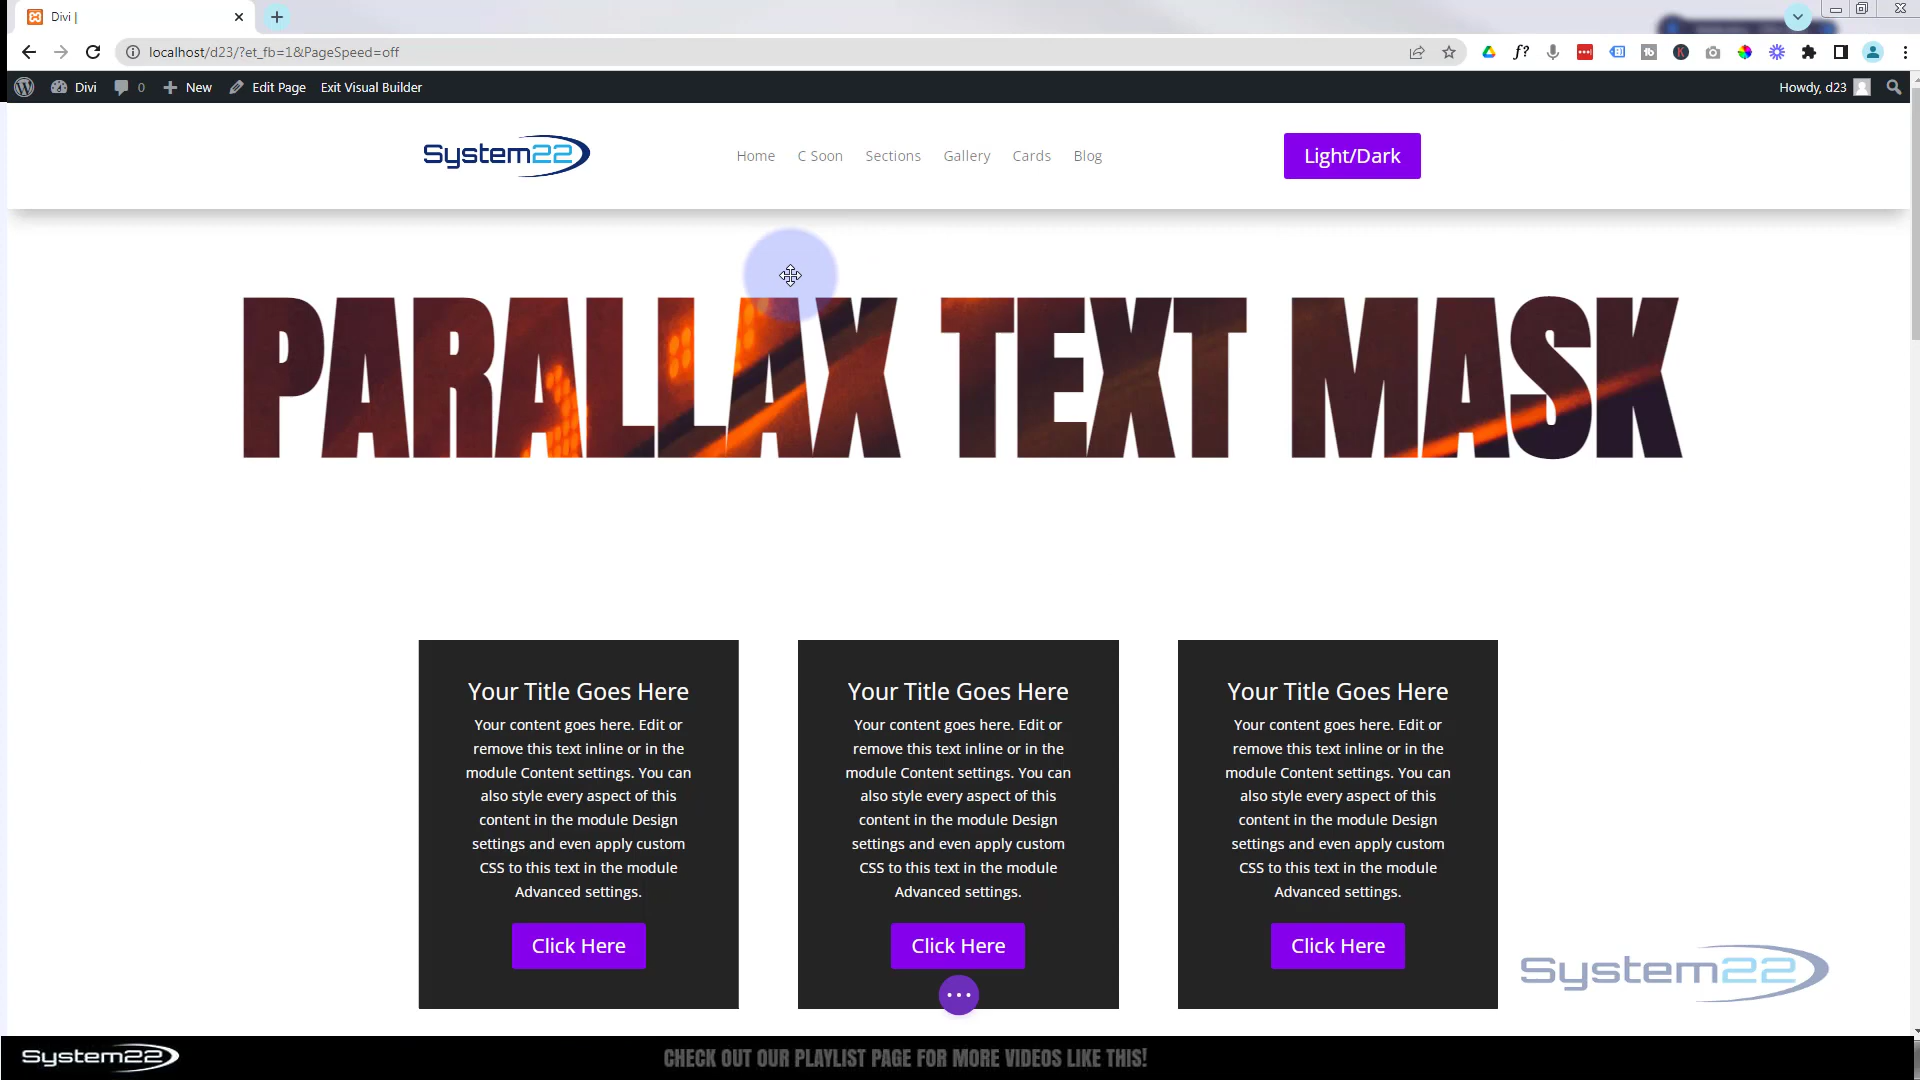 Divi |
localhost/d23/?et_fb=1&PageSpeed=off
Divi 0 New Edit Page Exit Visual Builder Howdy, d23
System22 Home C Soon Sections Gallery Cards Blog Light/Dark
PARALLAX TEXT MASK
Your Title Goes Here
Your content goes here. Edit or
remove this text inline or in the
module Content settings. You can
also style every aspect of this
content in the module Design
settings and even apply custom
CSS to this text in the module
Advanced settings.
Click Here
Your Title Goes Here
Your content goes here. Edit or
remove this text inline or in the
module Content settings. You can
also style every aspect of this
content in the module Design
settings and even apply custom
CSS to this text in the module
Advanced settings.
Click Here
Your Title Goes Here
Your content goes here. Edit or
remove this text inline or in the
module Content settings. You can
also style every aspect of this
content in the module Design
settings and even apply custom
CSS to this text in the module
Advanced settings.
Click Here
System22
System22
CHECK OUT OUR PLAYLIST PAGE FOR MORE VIDEOS LIKE THIS!